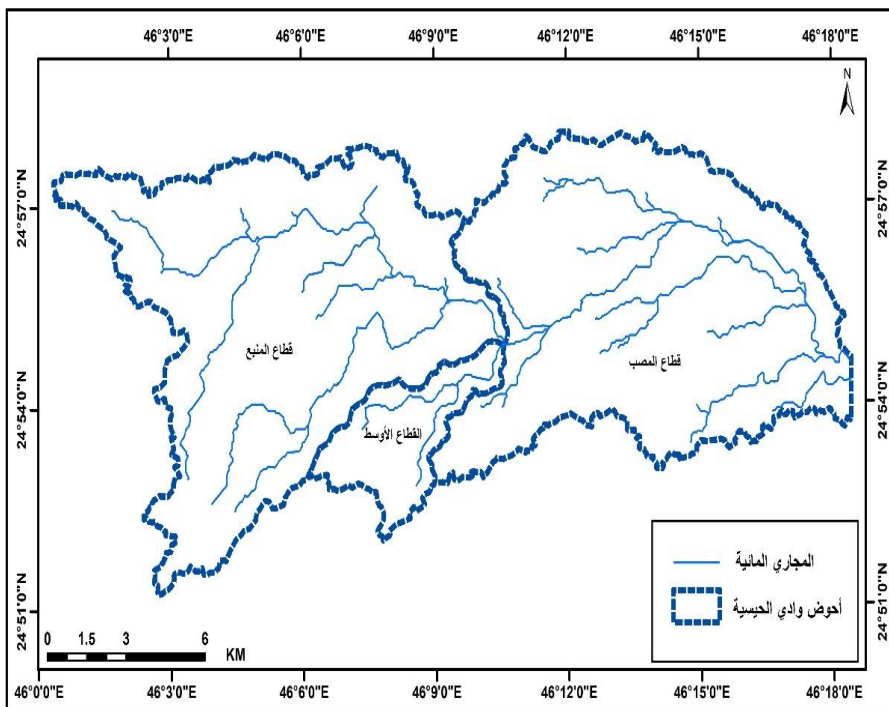 46°3'0"E 46°6'0"E 46°9'0"E 46°12'0"E 46°15'0"E 46°18'0"E
N
24°57'0"N 24°57'0"N
قطاع المنبع
قطاع المصب
24°54'0"N 24°54'0"N
القطاع الأوسط
المجاري المائية
أحوض وادي الحيسية
24°51'0"N 24°51'0"N
0 1.5 3 6
KM
46°0'0"E 46°3'0"E 46°6'0"E 46°9'0"E 46°12'0"E 46°15'0"E 46°18'0"E